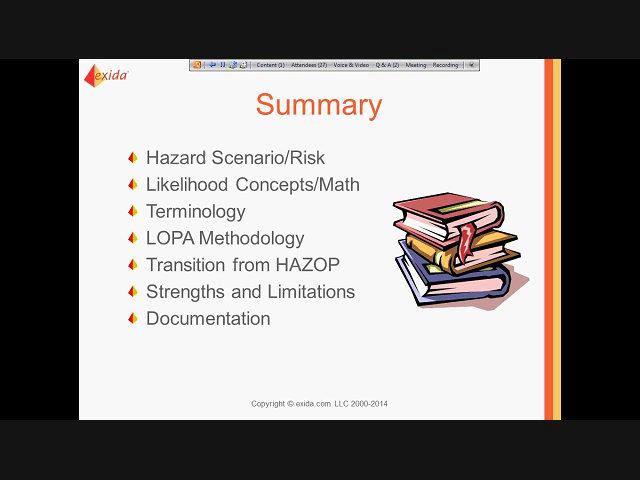 Content (1) Attendees (27) Voice & Video Q & A (2) Meeting Recording
exida
Summary
Hazard Scenario/Risk
Likelihood Concepts/Math
Terminology
LOPA Methodology
Transition from HAZOP
Strengths and Limitations
Documentation
Copyright © exida.com LLC 2000-2014